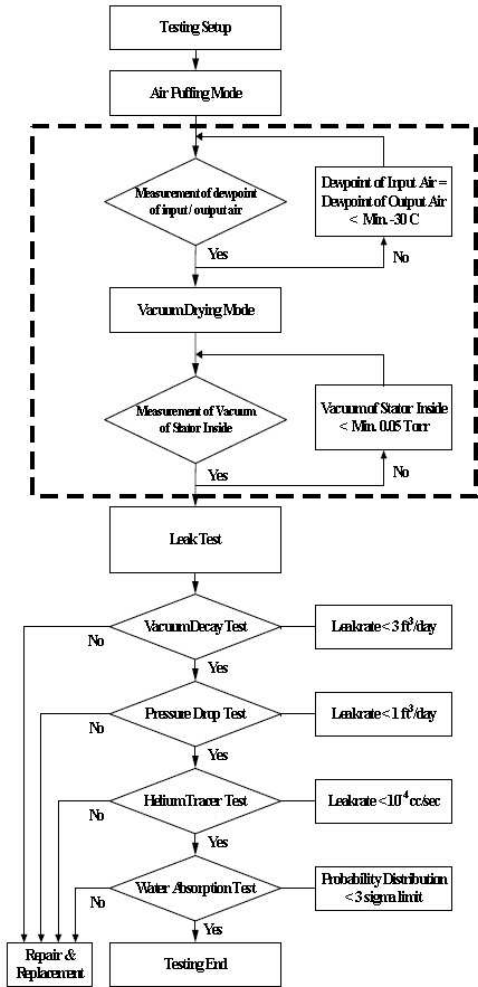 Testing Setup
Air Puffing Mode
Measurement of dewpoint
of input / output air
Dewpoint of Input Air =
Dewpoint of Output Air
< Min. -30 C
Yes
No
Vacuum Drying Mode
Measurement of Vacuum
of Stator Inside
Vacuum of Stator Inside
< Min. 0.05 Torr
Yes
No
Leak Test
Vacuum Decay Test
Leakrate < 3 ft³/day
No
Yes
Pressure Drop Test
Leakrate < 1 ft³/day
No
Yes
Helium Tracer Test
Leakrate <10⁻⁴ cc/sec
No
Yes
Water Absorption Test
Probability Distribution
< 3 sigma limit
No
Yes
Repair &
Replacement
Testing End